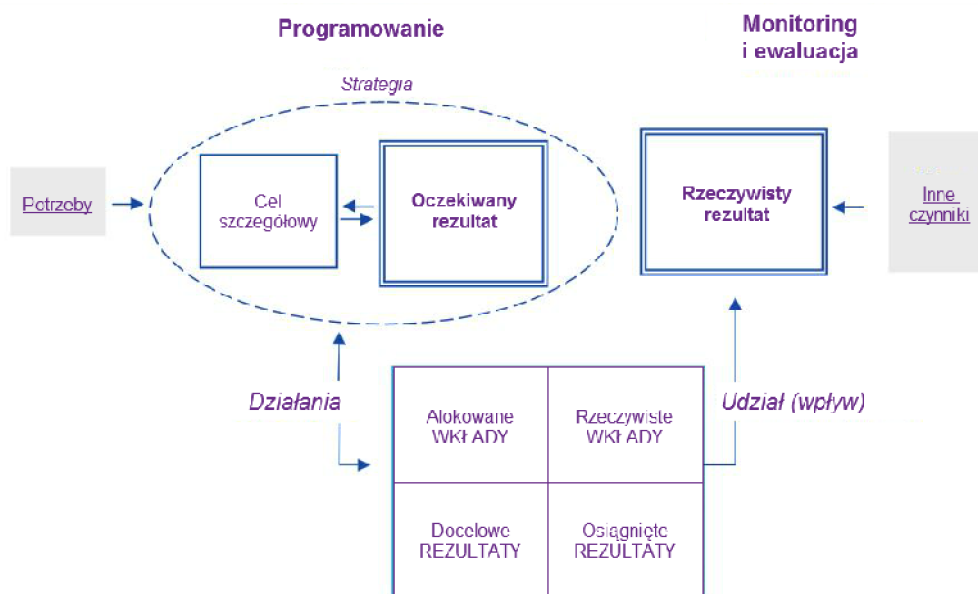 Programowanie
Monitoring
i ewaluacja
Strategia
Potrzeby
Cel
szczegółowy
Oczekiwany
rezultat
Rzeczywisty
rezultat
Inne
czynniki
Działania
Alokowane
WKŁADY
Rzeczywiste
WKŁADY
Udział (wpływ)
Docelowe
REZULTATY
Osiągnięte
REZULTATY